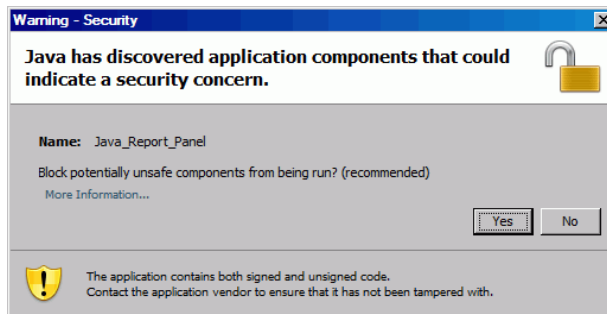 Warning - Security
Java has discovered application components that could
indicate a security concern.
Name: Java_Report_Panel
Block potentially unsafe components from being run? (recommended)
More Information...
Yes No
The application contains both signed and unsigned code.
Contact the application vendor to ensure that it has not been tampered with.